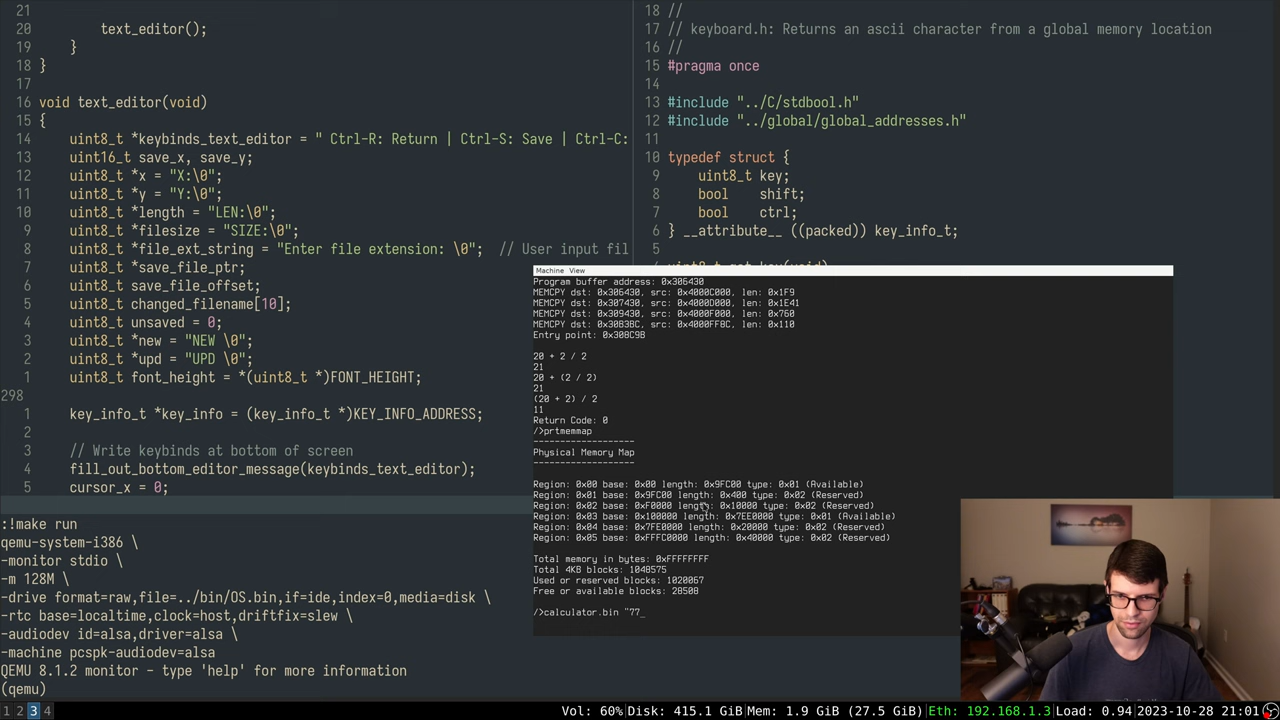 21
20         text_editor();
19     }
18 }
17
16 void text_editor(void)
15 {
14     uint8_t *keybinds_text_editor = " Ctrl-R: Return | Ctrl-S: Save | Ctrl-C:
13     uint16_t save_x, save_y;
12     uint8_t *x = "X:\0";
11     uint8_t *y = "Y:\0";
10     uint8_t *length = "LEN:\0";
9     uint8_t *filesize = "SIZE:\0";
8     uint8_t *file_ext_string = "Enter file extension: \0";  // User input fil
7     uint8_t *save_file_ptr;
6     uint8_t save_file_offset;
5     uint8_t changed_filename[10];
4     uint8_t unsaved = 0;
3     uint8_t *new = "NEW \0";
2     uint8_t *upd = "UPD \0";
1     uint8_t font_height = *(uint8_t *)FONT_HEIGHT;
298
1     key_info_t *key_info = (key_info_t *)KEY_INFO_ADDRESS;
2
3     // Write keybinds at bottom of screen
4     fill_out_bottom_editor_message(keybinds_text_editor);
5     cursor_x = 0;
18 //
17 // keyboard.h: Returns an ascii character from a global memory location
16 //
15 #pragma once
14
13 #include "../C/stdbool.h"
12 #include "../global/global_addresses.h"
11
10 typedef struct {
9     uint8_t key;
8     bool    shift;
7     bool    ctrl;
6 } __attribute__ ((packed)) key_info_t;
5
Machine View
Program buffer address: 0x306430
MEMCPY dst: 0x306430, src: 0x4000C000, len: 0x1F9
MEMCPY dst: 0x307430, src: 0x4000D000, len: 0x1E41
MEMCPY dst: 0x309430, src: 0x4000F000, len: 0x760
MEMCPY dst: 0x30B3BC, src: 0x4000FFBC, len: 0x110
Entry point: 0x308C9B
20 + 2 / 2
21
20 + (2 / 2)
21
(20 + 2) / 2
11
Return Code: 0
/>prtmemmap
-------------------
Physical Memory Map
-------------------
Region: 0x00 base: 0x00 length: 0x9FC00 type: 0x01 (Available)
Region: 0x01 base: 0x9FC00 length: 0x400 type: 0x02 (Reserved)
Region: 0x02 base: 0xF0000 length: 0x10000 type: 0x02 (Reserved)
Region: 0x03 base: 0x100000 length: 0x7EE0000 type: 0x01 (Available)
Region: 0x04 base: 0x7FE0000 length: 0x20000 type: 0x02 (Reserved)
Region: 0x05 base: 0xFFFC0000 length: 0x40000 type: 0x02 (Reserved)
Total memory in bytes: 0xFFFFFFFF
Total 4KB blocks: 1048575
Used or reserved blocks: 1020067
Free or available blocks: 28508
/>calculator.bin "77_
:!make run
qemu-system-i386 \
-monitor stdio \
-m 128M \
-drive format=raw,file=../bin/OS.bin,if=ide,index=0,media=disk \
-rtc base=localtime,clock=host,driftfix=slew \
-audiodev id=alsa,driver=alsa \
-machine pcspk-audiodev=alsa
QEMU 8.1.2 monitor - type 'help' for more information
(qemu)
1 2 3 4
Vol: 60%|Disk: 415.1 GiB|Mem: 1.9 GiB (27.5 GiB)|Eth: 192.168.1.3|Load: 0.94|2023-10-28 21:01